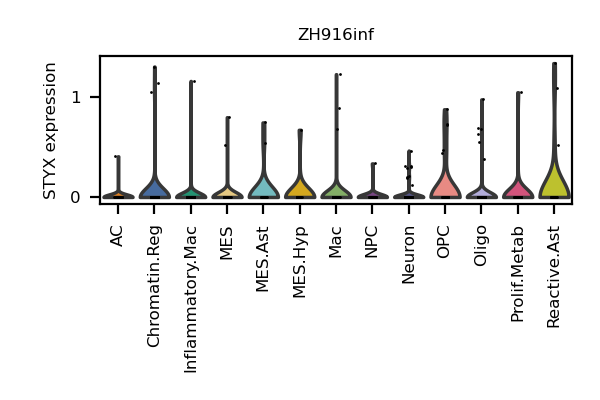 ZH916inf
STYX expression
1
0
AC
Chromatin.Reg
Inflammatory.Mac
MES
MES.Ast
MES.Hyp
Mac
NPC
Neuron
OPC
Oligo
Prolif.Metab
Reactive.Ast